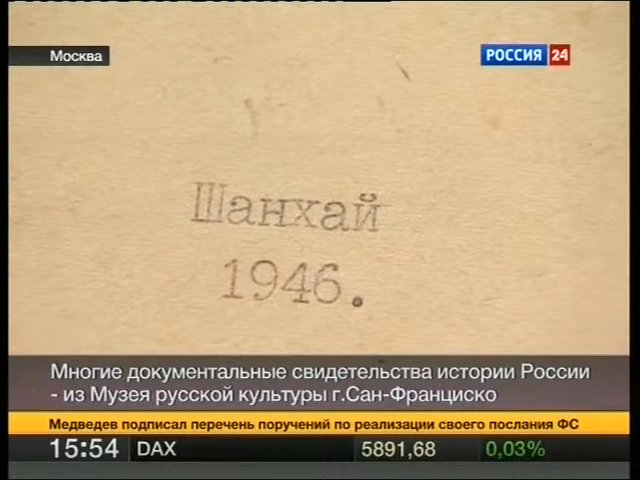 Москва
РОССИЯ 24
Шанхай
1946.
Многие документальные свидетельства истории России
- из Музея русской культуры г.Сан-Франциско
Медведев подписал перечень поручений по реализации своего послания ФС
15:54 DAX 5891,68 0,03%